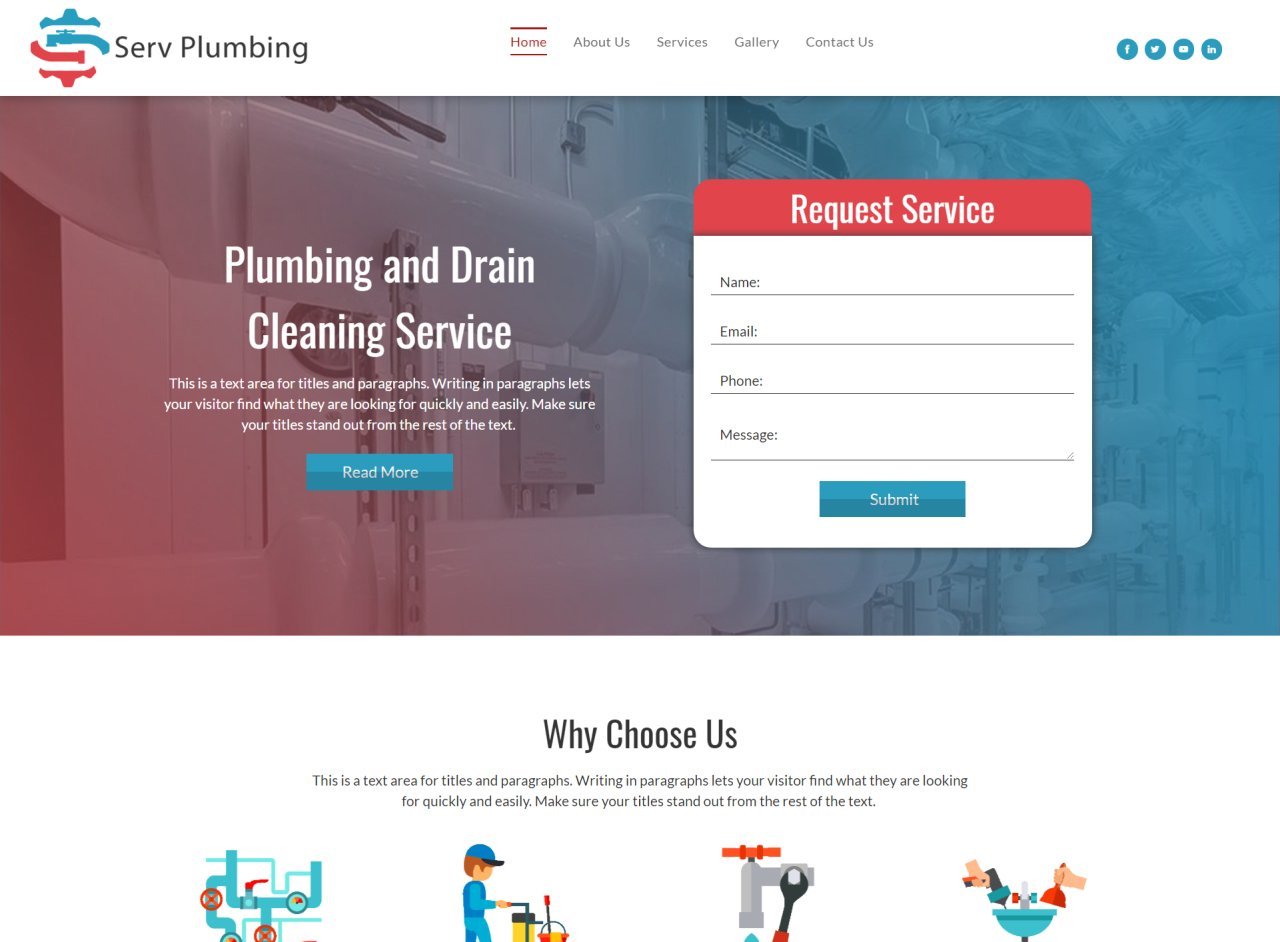 Serv Plumbing
Home
About Us
Services
Gallery
Contact Us
Plumbing and Drain
Cleaning Service
This is a text area for titles and paragraphs. Writing in paragraphs lets
your visitor find what they are looking for quickly and easily. Make sure
your titles stand out from the rest of the text.
Read More
Request Service
Name:
Email:
Phone:
Message:
Submit
Why Choose Us
This is a text area for titles and paragraphs. Writing in paragraphs lets your visitor find what they are looking
for quickly and easily. Make sure your titles stand out from the rest of the text.